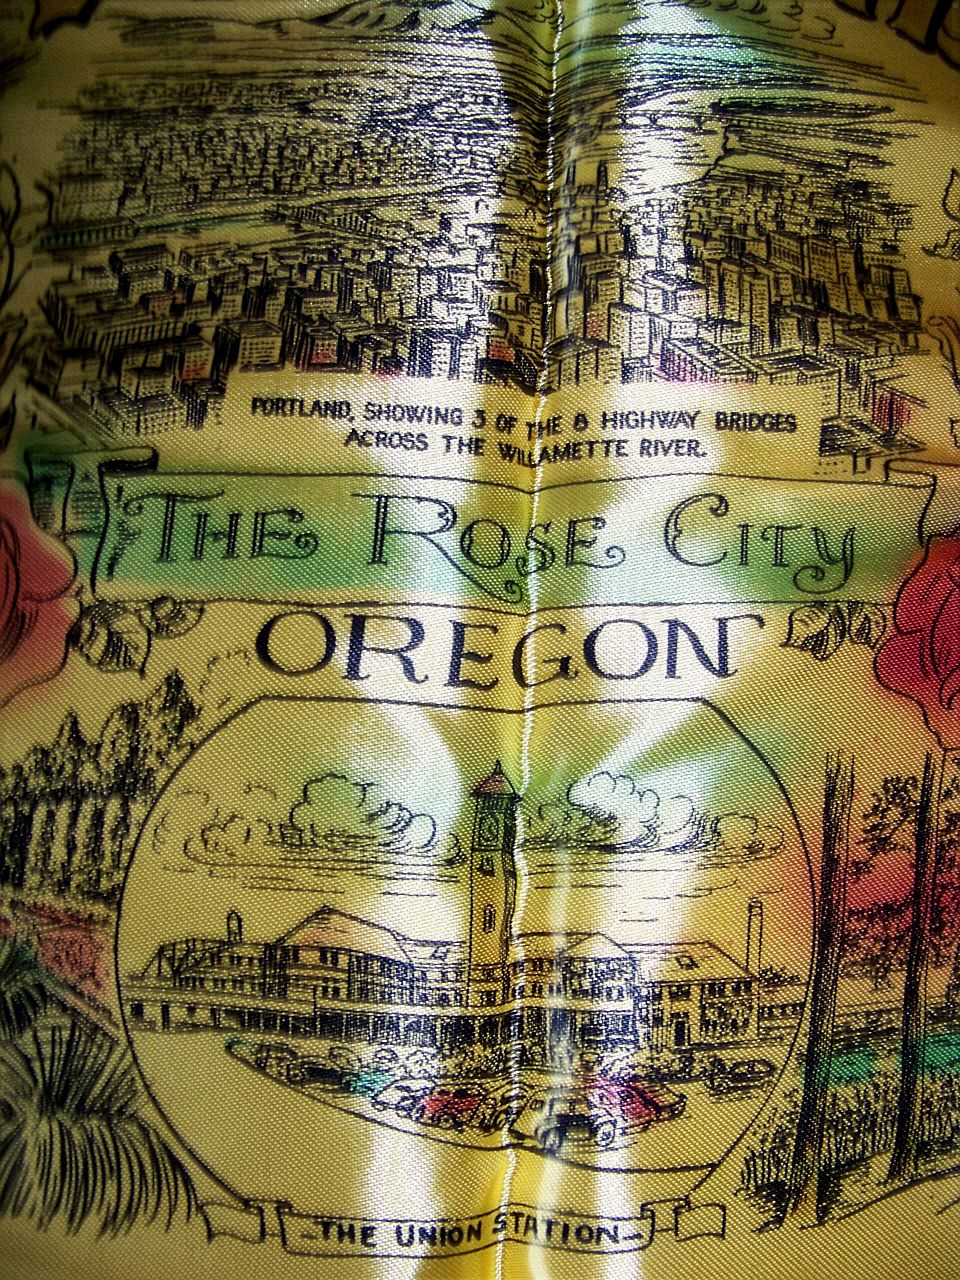 PORTLAND, SHOWING 3 OF THE 8 HIGHWAY BRIDGES
ACROSS THE WILLAMETTE RIVER.
THE ROSE CITY
OREGON
THE UNION STATION